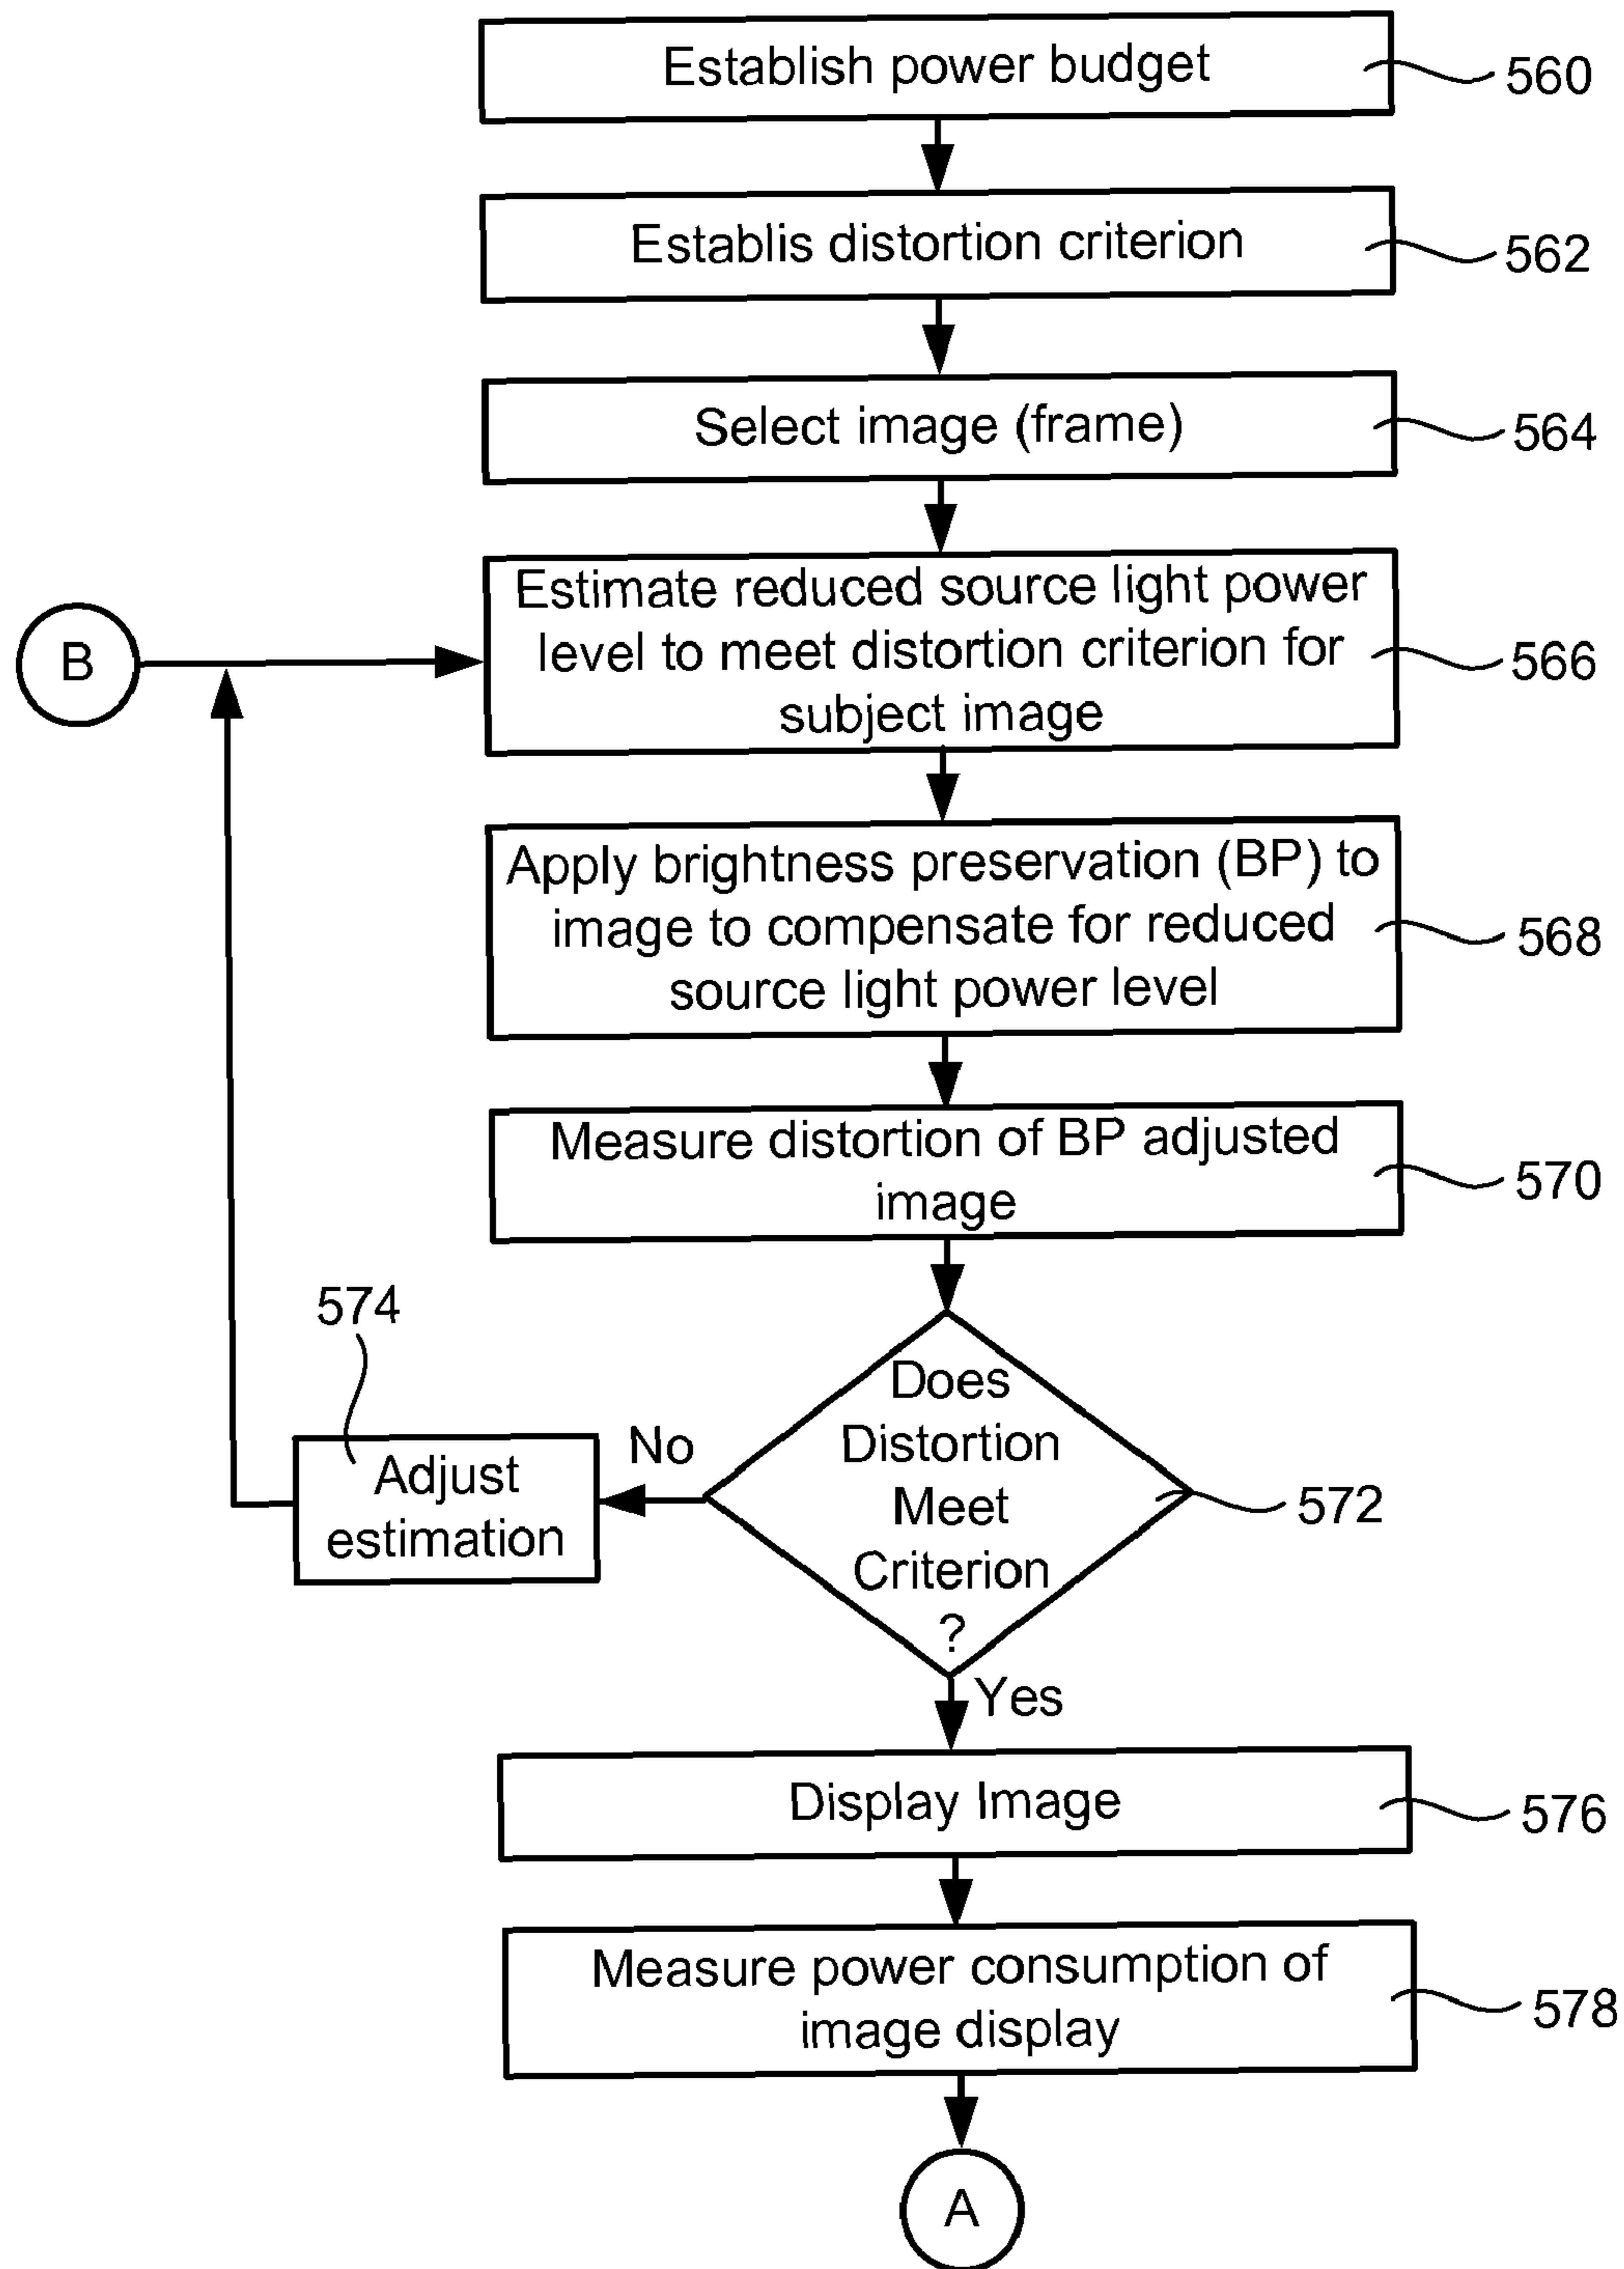 Establish power budget
560
Establis distortion criterion
562
Select image (frame)
564
Estimate reduced source light power
level to meet distortion criterion for
subject image
566
B
Apply brightness preservation (BP) to
image to compensate for reduced
source light power level
568
Measure distortion of BP adjusted
image
570
574
Does
Distortion
Meet
Criterion
?
572
No
Adjust
estimation
Yes
Display Image
576
Measure power consumption of
image display
578
A